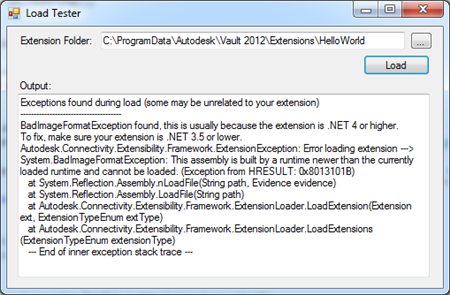 Load Tester
Extension Folder: C:\ProgramData\Autodesk\Vault 2012\Extensions\HelloWorld ...
Load
Output:
Exceptions found during load (some may be unrelated to your extension)
-------------------------------------
BadImageFormatException found, this is usually because the extension is .NET 4 or higher.
To fix, make sure your extension is .NET 3.5 or lower.
Autodesk.Connectivity.Extensibility.Framework.ExtensionException: Error loading extension --->
System.BadImageFormatException: This assembly is built by a runtime newer than the currently
loaded runtime and cannot be loaded. (Exception from HRESULT: 0x8013101B)
at System.Reflection.Assembly.nLoadFile(String path, Evidence evidence)
at System.Reflection.Assembly.LoadFile(String path)
at Autodesk.Connectivity.Extensibility.Framework.ExtensionLoader.LoadExtension(Extension
ext, ExtensionTypeEnum extType)
at Autodesk.Connectivity.Extensibility.Framework.ExtensionLoader.LoadExtensions
(ExtensionTypeEnum extensionType)
--- End of inner exception stack trace ---